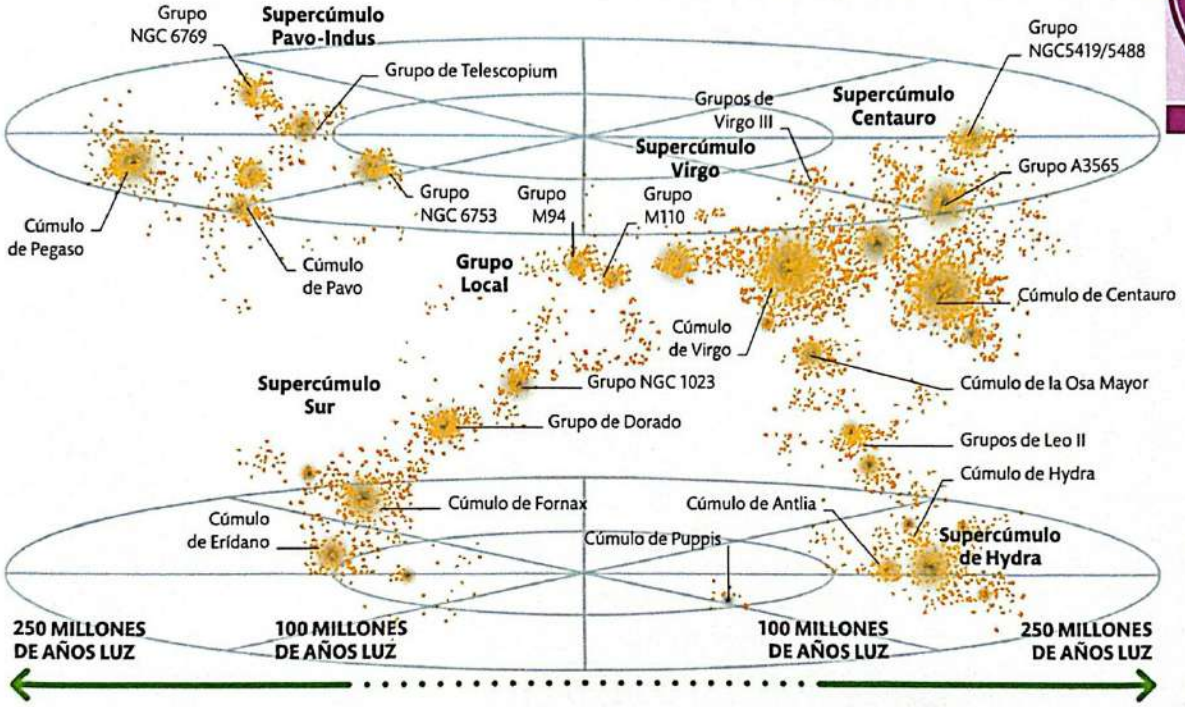 Grupo
NGC 6769
Supercúmulo
Pavo-Indus
Grupo de Telescopium
Grupo
NGC5419/5488
Grupos de
Virgo III
Supercúmulo
Centauro
Supercúmulo
Virgo
Grupo A3565
Grupo
NGC 6753
Grupo
M94
Grupo
M110
Cúmulo
de Pegaso
Cúmulo
de Pavo
Grupo
Local
Cúmulo de Centauro
Cúmulo
de Virgo
Supercúmulo
Sur
Grupo NGC 1023
Cúmulo de la Osa Mayor
Grupo de Dorado
Grupos de Leo II
Cúmulo de Hydra
Cúmulo de Fornax
Cúmulo de Antlia
Cúmulo
de Erídano
Cúmulo de Puppis
Supercúmulo
de Hydra
250 MILLONES
DE AÑOS LUZ
100 MILLONES
DE AÑOS LUZ
100 MILLONES
DE AÑOS LUZ
250 MILLONES
DE AÑOS LUZ